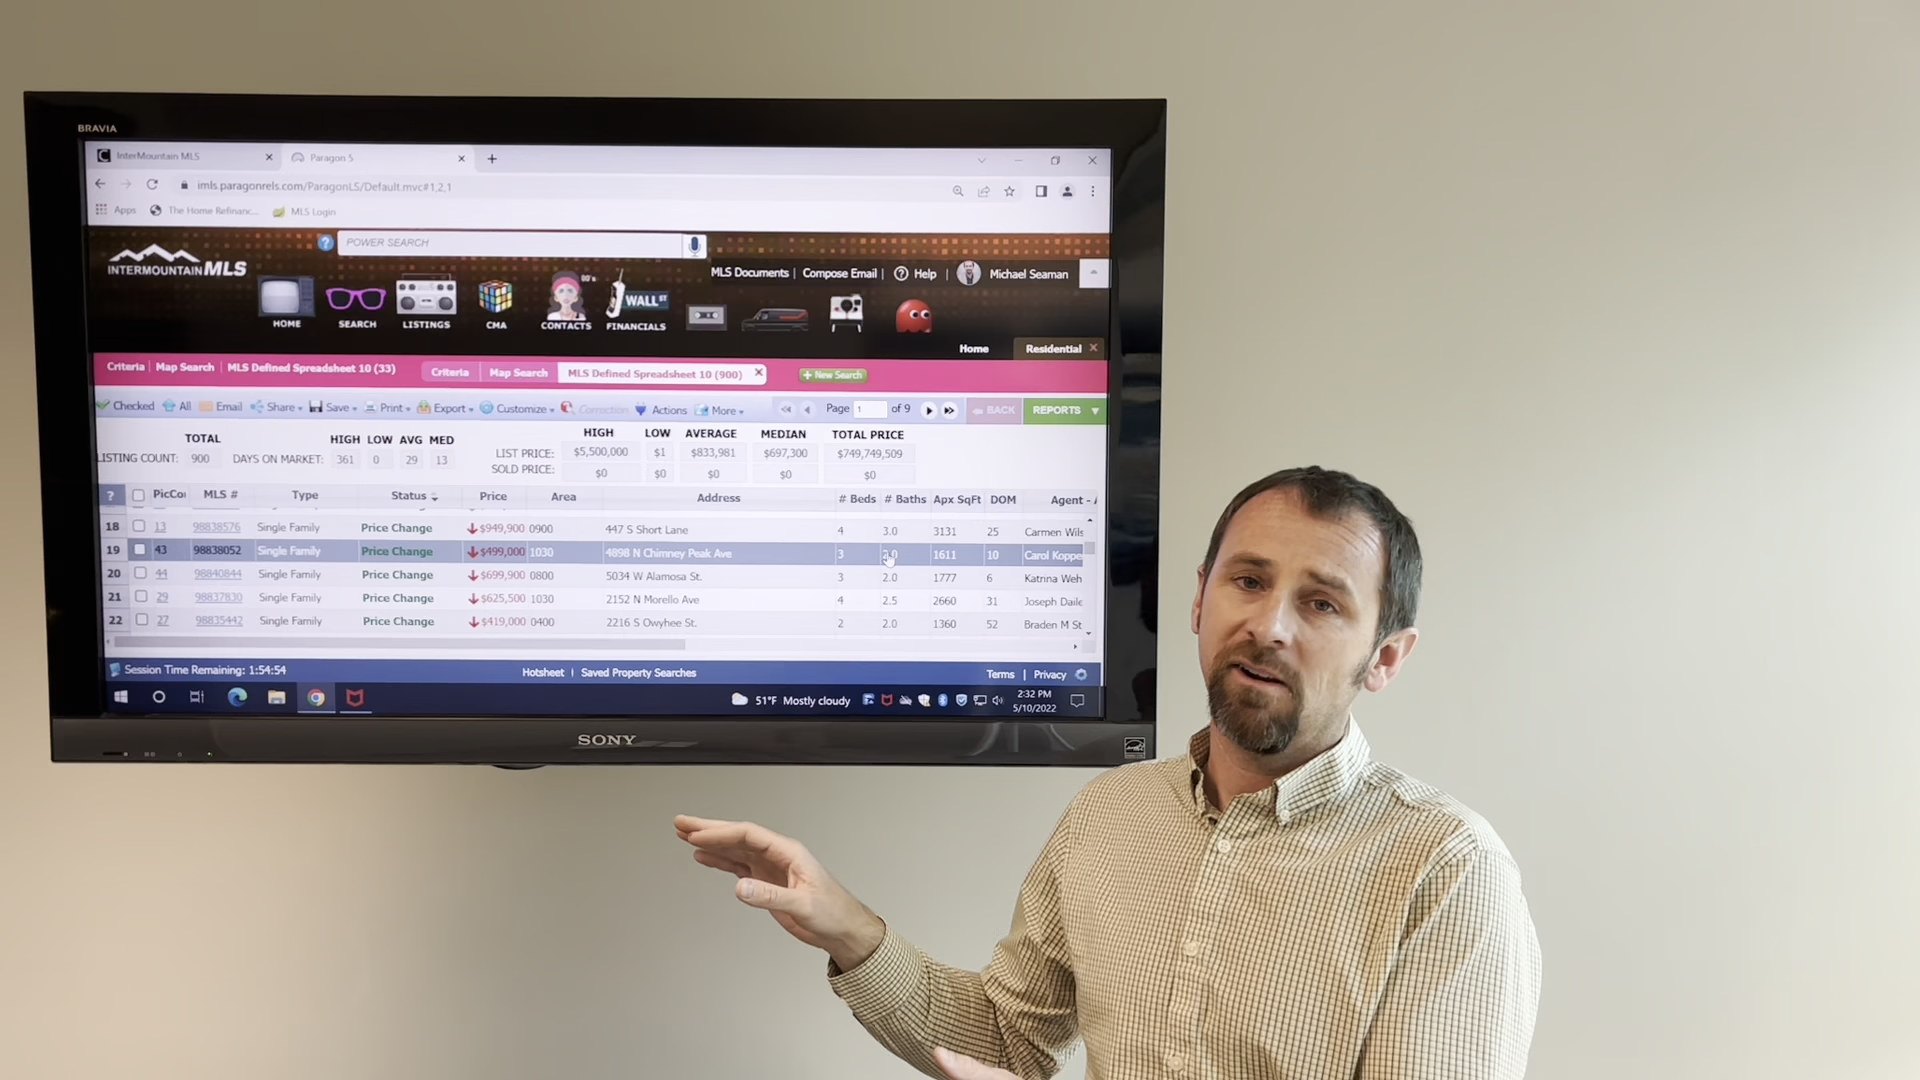 BRAVIA
InterMountain MLS
Paragon 5
imls.paragonrels.com/ParagonLS/Default.mvc#1,2,1
Apps The Home Refinanc... MLS Login
INTERMOUNTAIN MLS
POWER SEARCH
MLS Documents | Compose Email | Help | Michael Seaman
80's
WALL ST
HOME SEARCH LISTINGS CMA CONTACTS FINANCIALS
Home Residential
Criteria | Map Search | MLS Defined Spreadsheet 10 (33) Criteria Map Search MLS Defined Spreadsheet 10 (900) + New Search
Checked All Email Share Save Print Export Customize Correction Actions More Page 1 of 9 BACK REPORTS
TOTAL HIGH LOW AVG MED HIGH LOW AVERAGE MEDIAN TOTAL PRICE
LISTING COUNT: 900 DAYS ON MARKET: 361 0 29 13 LIST PRICE: $5,500,000 $1 $833,981 $697,300 $749,749,509
SOLD PRICE: $0 $0 $0 $0 $0
? PicCou MLS # Type Status Price Area Address # Beds # Baths Apx SqFt DOM Agent -
18 13 98838576 Single Family Price Change $949,900 0900 447 S Short Lane 4 3.0 3131 25 Carmen Wils
19 43 98838052 Single Family Price Change $499,000 1030 4898 N Chimney Peak Ave 3 1611 10 Carol Koppe
20 44 98840844 Single Family Price Change $699,900 0800 5034 W Alamosa St. 3 2.0 1777 6 Katrina Weh
21 29 98837830 Single Family Price Change $625,500 1030 2152 N Morello Ave 4 2.5 2660 31 Joseph Daile
22 27 98835442 Single Family Price Change $419,000 0400 2216 S Owyhee St. 2 2.0 1360 52 Braden M St
Session Time Remaining: 1:54:54 Hotsheet | Saved Property Searches Terms | Privacy
51°F Mostly cloudy 2:32 PM
5/10/2022
SONY